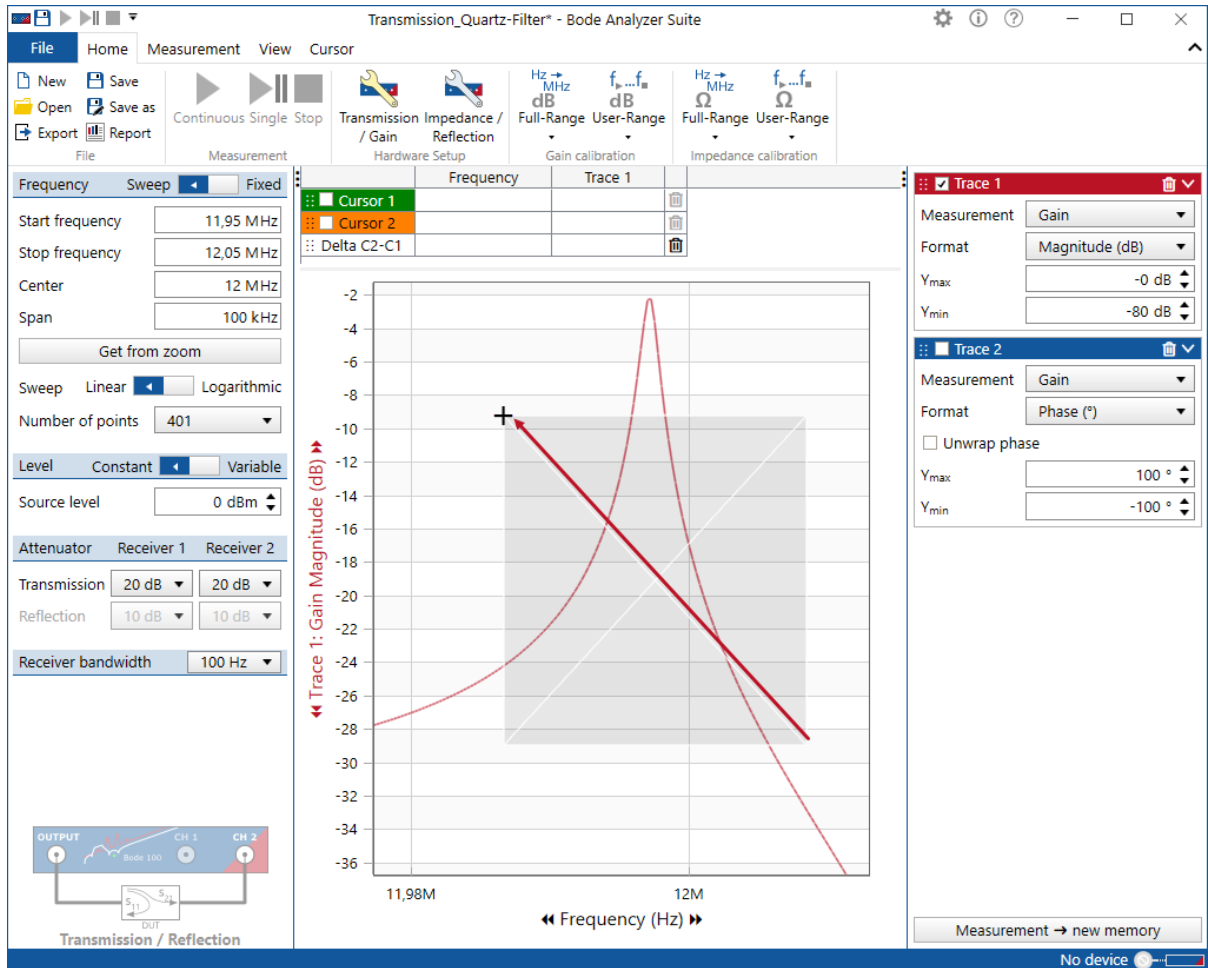 Transmission_Quartz-Filter* - Bode Analyzer Suite
File Home Measurement View Cursor
New Save
Open Save as
Export Report
File
Continuous Single Stop
Measurement
Transmission / Gain
Impedance / Reflection
Hardware Setup
Hz → MHz
dB
Full-Range
f▶...f■
dB
User-Range
Gain calibration
Hz → MHz
Ω
Full-Range
f▶...f■
Ω
User-Range
Impedance calibration
Frequency Sweep Fixed
Start frequency 11,95 MHz
Stop frequency 12,05 MHz
Center 12 MHz
Span 100 kHz
Get from zoom
Sweep Linear Logarithmic
Number of points 401
Level Constant Variable
Source level 0 dBm
Attenuator Receiver 1 Receiver 2
Transmission 20 dB 20 dB
Reflection 10 dB 10 dB
Receiver bandwidth 100 Hz
OUTPUT CH 1 CH 2
Bode 100
S11 S21
DUT
Transmission / Reflection
Frequency Trace 1
Cursor 1
Cursor 2
Delta C2-C1
Trace 1: Gain Magnitude (dB)
-2
-4
-6
-8
-10
-12
-14
-16
-18
-20
-22
-24
-26
-28
-30
-32
-34
-36
11,98M 12M
Frequency (Hz)
Trace 1
Measurement Gain
Format Magnitude (dB)
Ymax -0 dB
Ymin -80 dB
Trace 2
Measurement Gain
Format Phase (°)
Unwrap phase
Ymax 100 °
Ymin -100 °
Measurement → new memory
No device